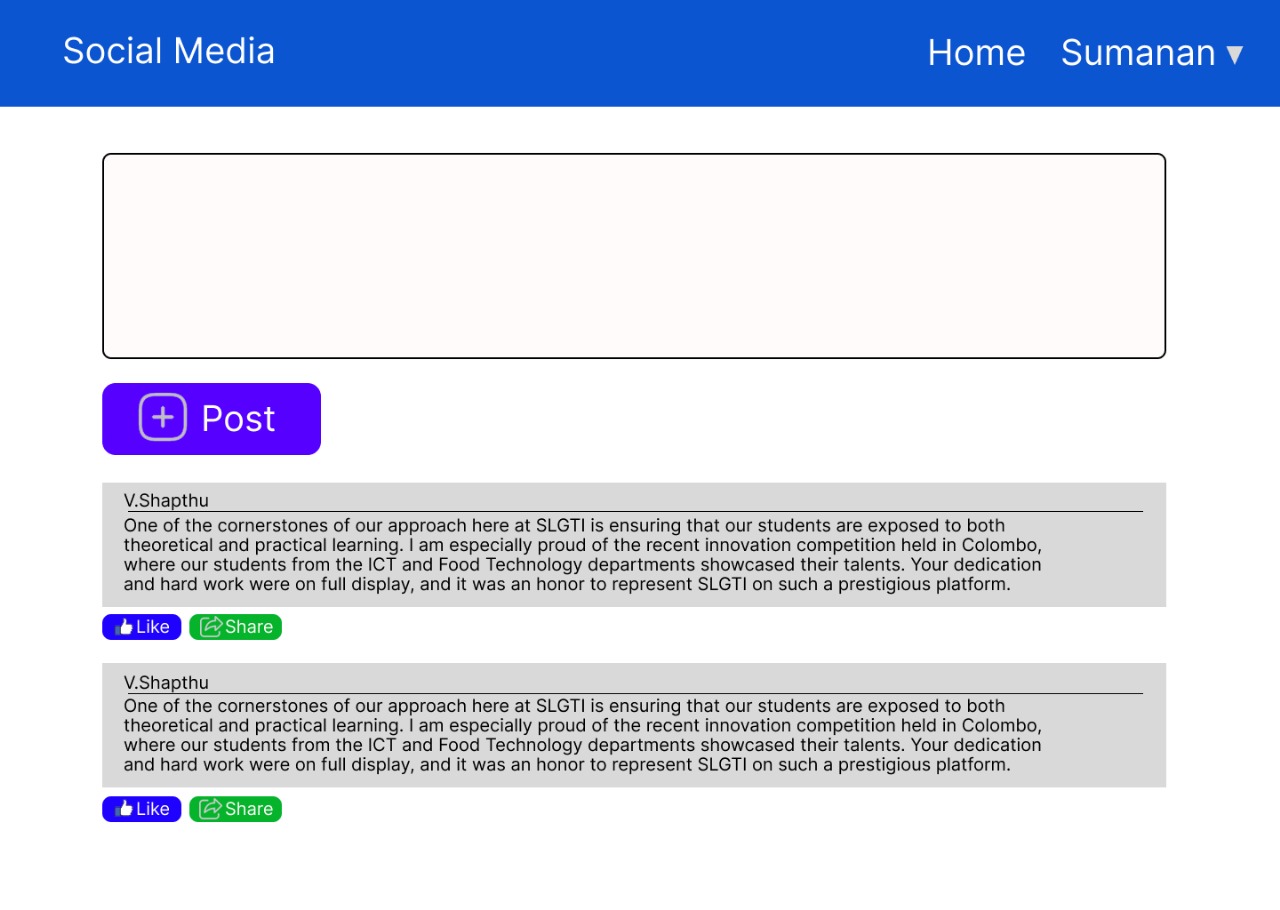 Social Media
Home Sumanan ▼
Post
V.Shapthu
One of the cornerstones of our approach here at SLGTI is ensuring that our students are exposed to both
theoretical and practical learning. I am especially proud of the recent innovation competition held in Colombo,
where our students from the ICT and Food Technology departments showcased their talents. Your dedication
and hard work were on full display, and it was an honor to represent SLGTI on such a prestigious platform.
Like Share
V.Shapthu
One of the cornerstones of our approach here at SLGTI is ensuring that our students are exposed to both
theoretical and practical learning. I am especially proud of the recent innovation competition held in Colombo,
where our students from the ICT and Food Technology departments showcased their talents. Your dedication
and hard work were on full display, and it was an honor to represent SLGTI on such a prestigious platform.
Like Share